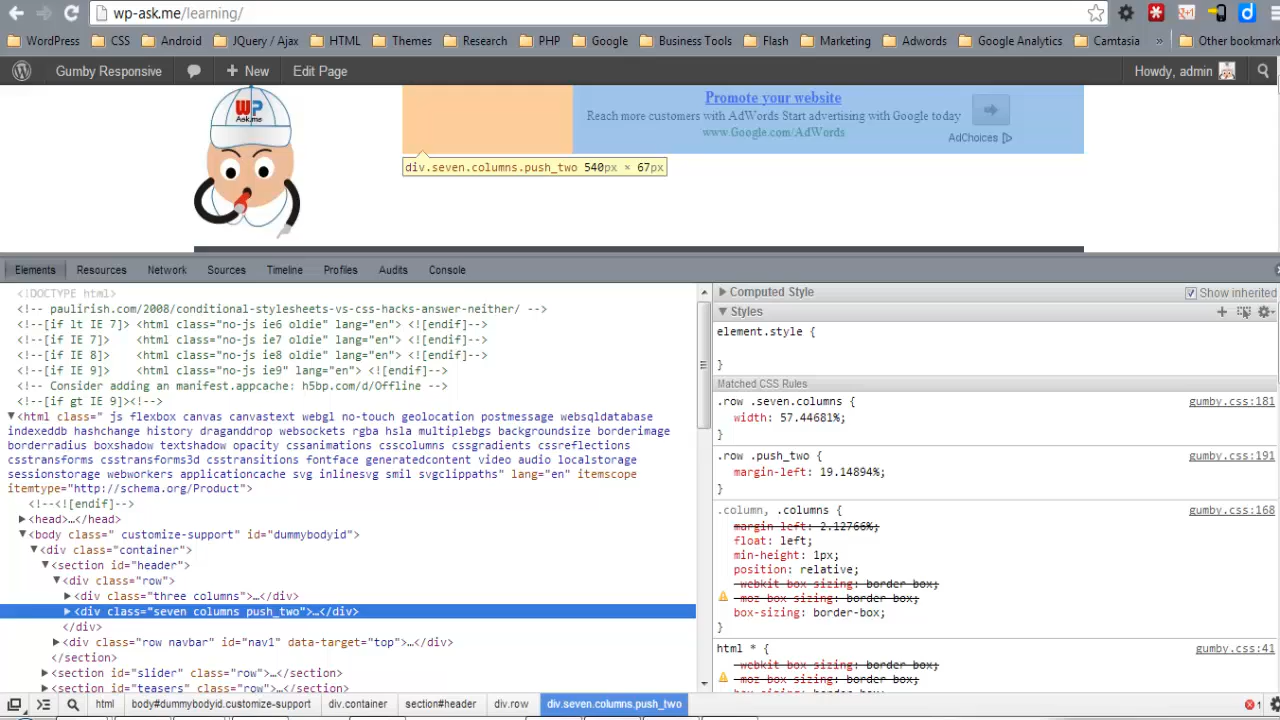 wp-ask.me/learning/
WordPress CSS Android JQuery / Ajax HTML Themes Research PHP Google Business Tools Flash Marketing Adwords Google Analytics Camtasia » Other bookmark
Gumby Responsive + New Edit Page Howdy, admin
WP
Ask.me
Promote your website
Reach more customers with AdWords Start advertising with Google today
www.Google.com/AdWords
AdChoices
div.seven.columns.push_two 540px × 67px
Elements Resources Network Sources Timeline Profiles Audits Console
<!DOCTYPE html>
<!-- paulirish.com/2008/conditional-stylesheets-vs-css-hacks-answer-neither/ -->
<!--[if lt IE 7]> <html class="no-js ie6 oldie" lang="en"> <![endif]-->
<!--[if IE 7]> <html class="no-js ie7 oldie" lang="en"> <![endif]-->
<!--[if IE 8]> <html class="no-js ie8 oldie" lang="en"> <![endif]-->
<!--[if IE 9]> <html class="no-js ie9" lang="en"> <![endif]-->
<!-- Consider adding an manifest.appcache: h5bp.com/d/Offline -->
<!--[if gt IE 9]><!-->
<html class=" js flexbox canvas canvastext webgl no-touch geolocation postmessage websqldatabase
indexeddb hashchange history draganddrop websockets rgba hsla multiplebgs backgroundsize borderimage
borderradius boxshadow textshadow opacity cssanimations csscolumns cssgradients cssreflections
csstransforms csstransforms3d csstransitions fontface generatedcontent video audio localstorage
sessionstorage webworkers applicationcache svg inlinesvg smil svgclippaths" lang="en" itemscope
itemtype="http://schema.org/Product">
<!--<![endif]-->
<head>…</head>
<body class=" customize-support" id="dummybodyid">
<div class="container">
<section id="header">
<div class="row">
<div class="three columns">…</div>
<div class="seven columns push_two">…</div>
</div>
<div class="row navbar" id="nav1" data-target="top">…</div>
</section>
<section id="slider" class="row">…</section>
<section id="teasers" class="row">…</section>
html body#dummybodyid.customize-support div.container section#header div.row div.seven.columns.push_two
Computed Style Show inherited
Styles
element.style {
}
Matched CSS Rules
.row .seven.columns { gumby.css:181
width: 57.44681%;
}
.row .push_two { gumby.css:191
margin-left: 19.14894%;
}
.column, .columns { gumby.css:168
margin-left: 2.12766%;
float: left;
min-height: 1px;
position: relative;
-webkit-box-sizing: border-box;
-moz-box-sizing: border-box;
box-sizing: border-box;
}
html * { gumby.css:41
-webkit-box-sizing: border-box;
-moz-box-sizing: border-box;
1